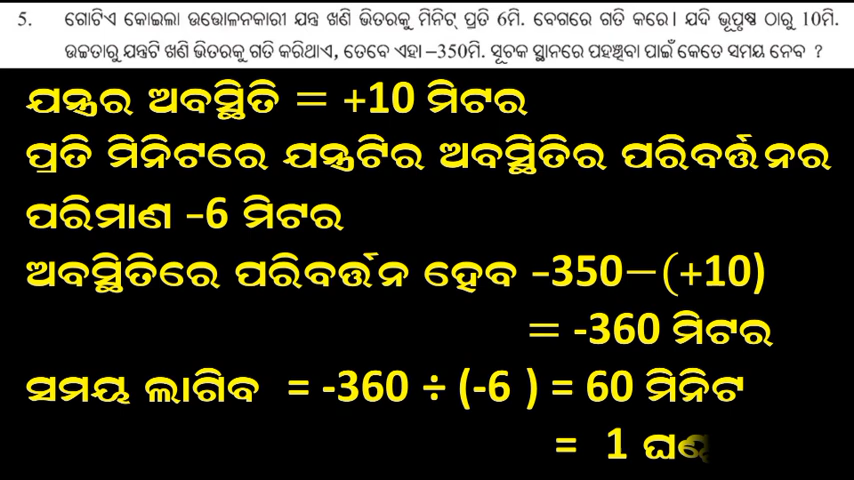 5. ଗୋଟିଏ କୋଇଲା ଉତ୍ତୋଳନକାରୀ ଯନ୍ତ୍ର ଖଣି ଭିତରକୁ ମିନିଟ୍ ପ୍ରତି 6ମି. ବେଗରେ ଗତି କରେ। ଯଦି ଭୂପୃଷ୍ଠ ଠାରୁ 10ମି.
ଉଚ୍ଚତାରୁ ଯନ୍ତ୍ରଟି ଖଣି ଭିତରକୁ ଗତି କରିଥାଏ, ତେବେ ଏହା –350ମି. ସୂଚକ ସ୍ଥାନରେ ପହଞ୍ଚିବା ପାଇଁ କେତେ ସମୟ ନେବ ?
ଯନ୍ତ୍ରର ଅବସ୍ଥିତି = +10 ମିଟର
ପ୍ରତି ମିନିଟରେ ଯନ୍ତ୍ରଟିର ଅବସ୍ଥିତିର ପରିବର୍ତ୍ତନର
ପରିମାଣ –6 ମିଟର
ଅବସ୍ଥିତିରେ ପରିବର୍ତ୍ତନ ହେବ –350−(+10)
= -360 ମିଟର
ସମୟ ଲାଗିବ = -360 ÷ (-6 ) = 60 ମିନିଟ
= 1